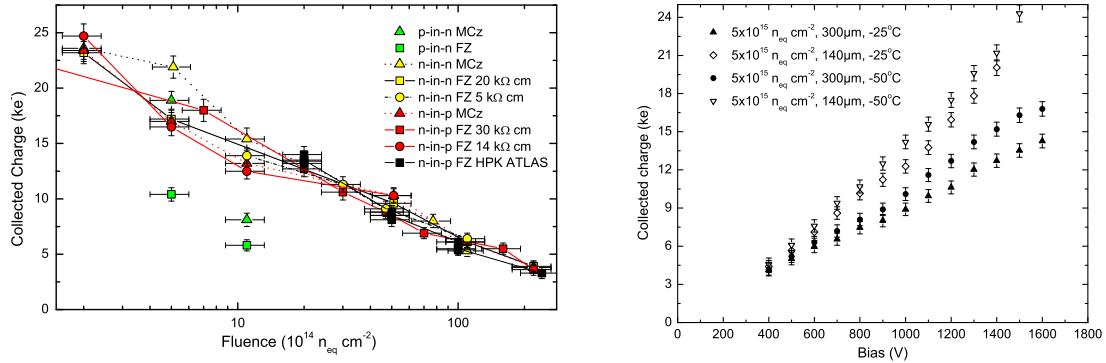 25
20
15
10
5
0
Collected Charge (ke⁻)
10
100
Fluence (10¹⁴ n_eq cm⁻²)
p-in-n MCz
p-in-n FZ
n-in-n MCz
n-in-n FZ 20 kΩ cm
n-in-n FZ 5 kΩ cm
n-in-p MCz
n-in-p FZ 30 kΩ cm
n-in-p FZ 14 kΩ cm
n-in-p FZ HPK ATLAS
24
21
18
15
12
9
6
3
0
Collected charge (ke)
5x10¹⁵ n_eq cm⁻², 300μm, -25°C
5x10¹⁵ n_eq cm⁻², 140μm, -25°C
5x10¹⁵ n_eq cm⁻², 300μm, -50°C
5x10¹⁵ n_eq cm⁻², 140μm, -50°C
0 200 400 600 800 1000 1200 1400 1600 1800
Bias (V)